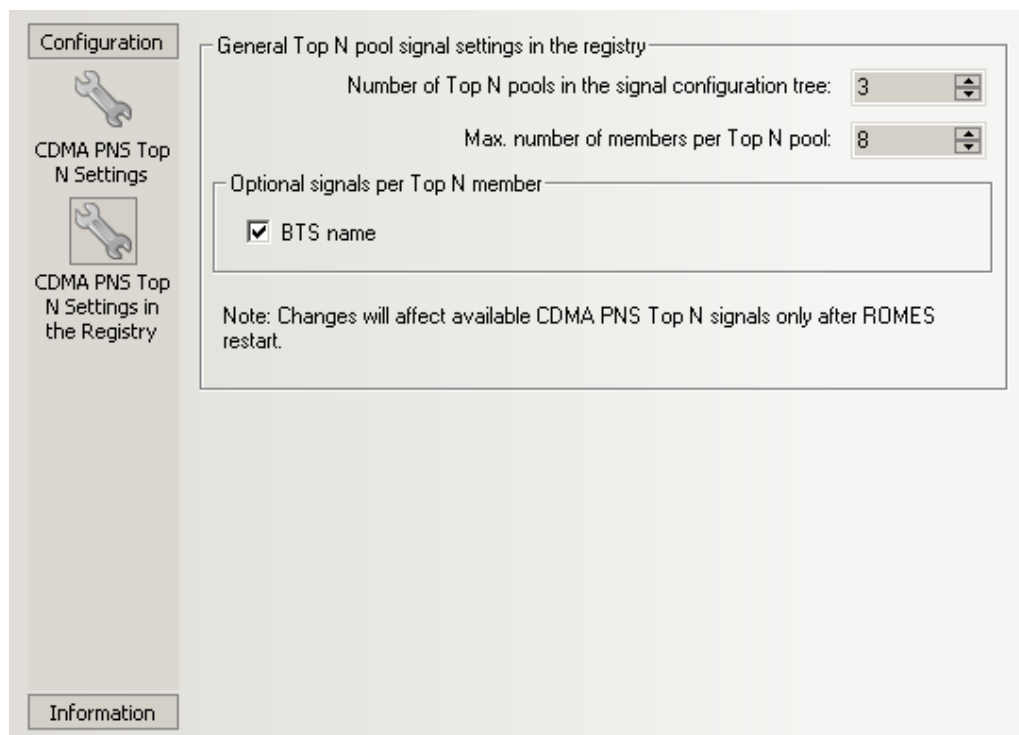 Configuration
CDMA PNS Top
N Settings
CDMA PNS Top
N Settings in
the Registry
Information
General Top N pool signal settings in the registry
Number of Top N pools in the signal configuration tree: 3
Max. number of members per Top N pool: 8
Optional signals per Top N member
BTS name
Note: Changes will affect available CDMA PNS Top N signals only after ROMES
restart.